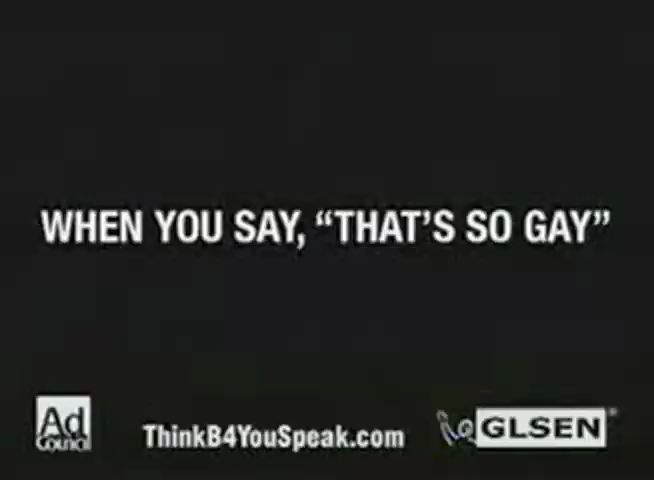 WHEN YOU SAY, “THAT’S SO GAY”
Ad
Council
ThinkB4YouSpeak.com
GLSEN®